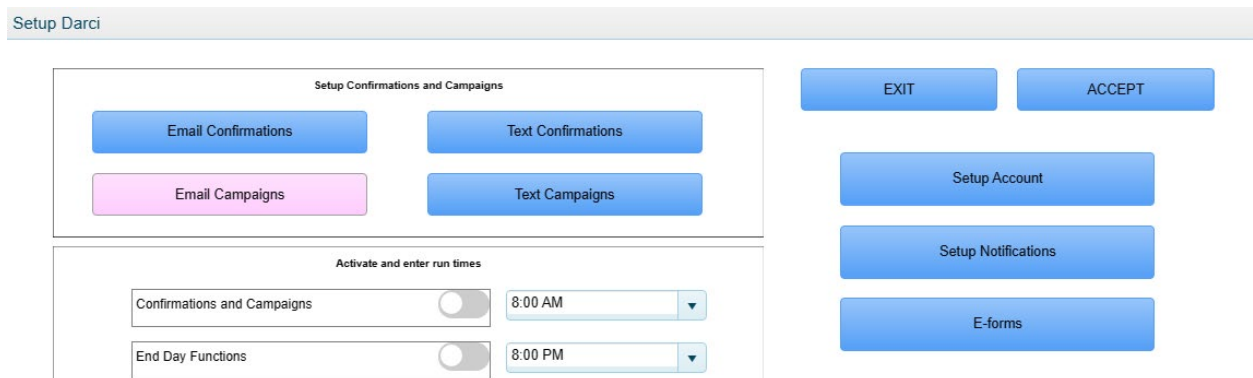 Setup Darci
Setup Confirmations and Campaigns
EXIT
ACCEPT
Email Confirmations
Text Confirmations
Email Campaigns
Text Campaigns
Setup Account
Setup Notifications
E-forms
Activate and enter run times
Confirmations and Campaigns
8:00 AM
End Day Functions
8:00 PM